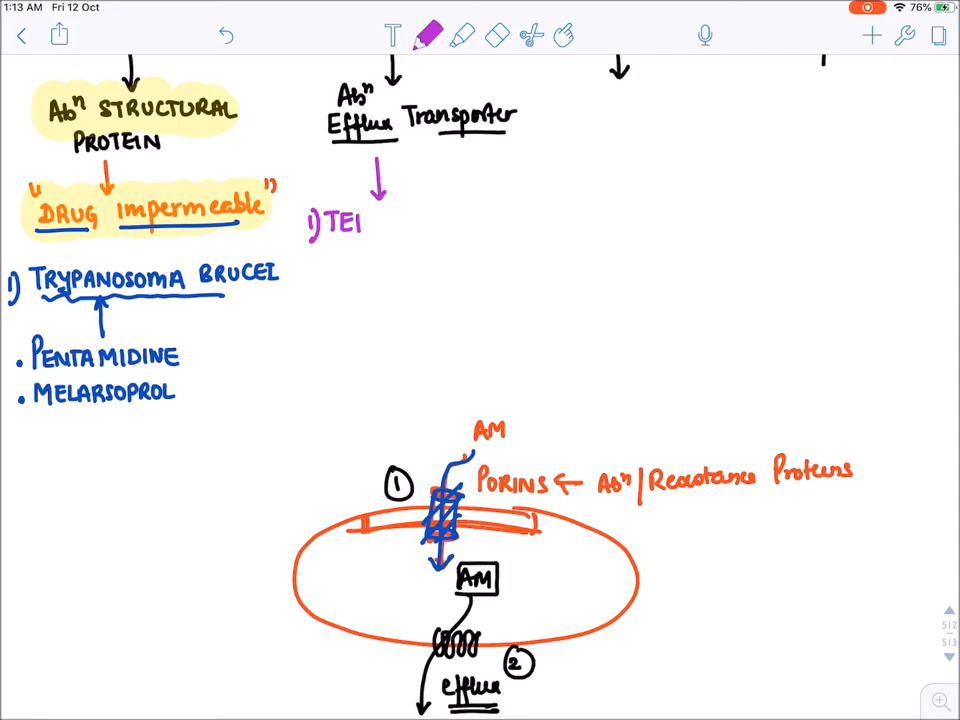 1:13 AM Fri 12 Oct
76%
Abⁿ STRUCTURAL
PROTEIN
"DRUG impermeable"
1) TRYPANOSOMA BRUCEI
. PENTAMIDINE
. MELARSOPROL
Abⁿ
Efflux Transporter
1) TEI
AM
1
PORINS ← Abⁿ/Resistance Proteins
AM
2
efflux
512
513